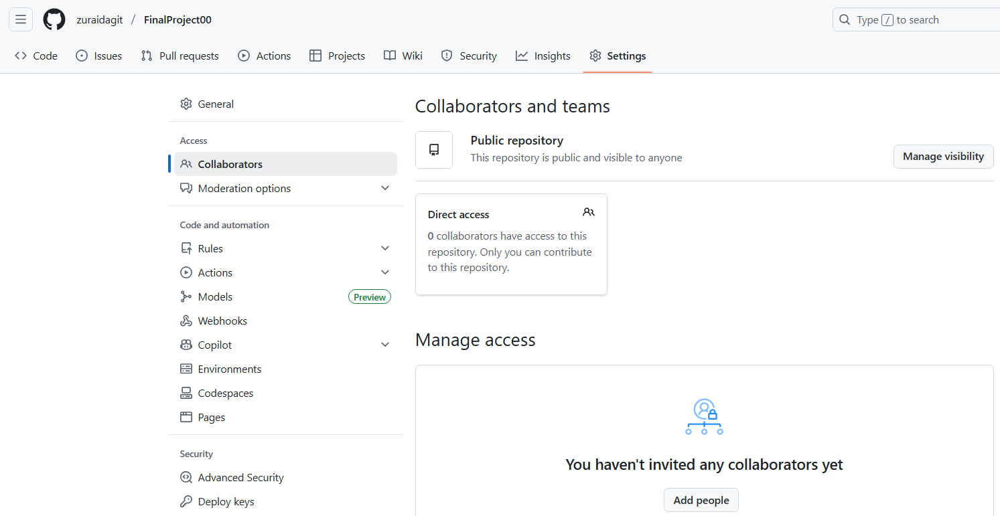 zuraidagit / FinalProject00
Type / to search
Code Issues Pull requests Actions Projects Wiki Security Insights Settings
General
Access
Collaborators
Moderation options
Code and automation
Rules
Actions
Models Preview
Webhooks
Copilot
Environments
Codespaces
Pages
Security
Advanced Security
Deploy keys
Collaborators and teams
Public repository
This repository is public and visible to anyone
Manage visibility
Direct access
0 collaborators have access to this
repository. Only you can contribute
to this repository.
Manage access
You haven't invited any collaborators yet
Add people